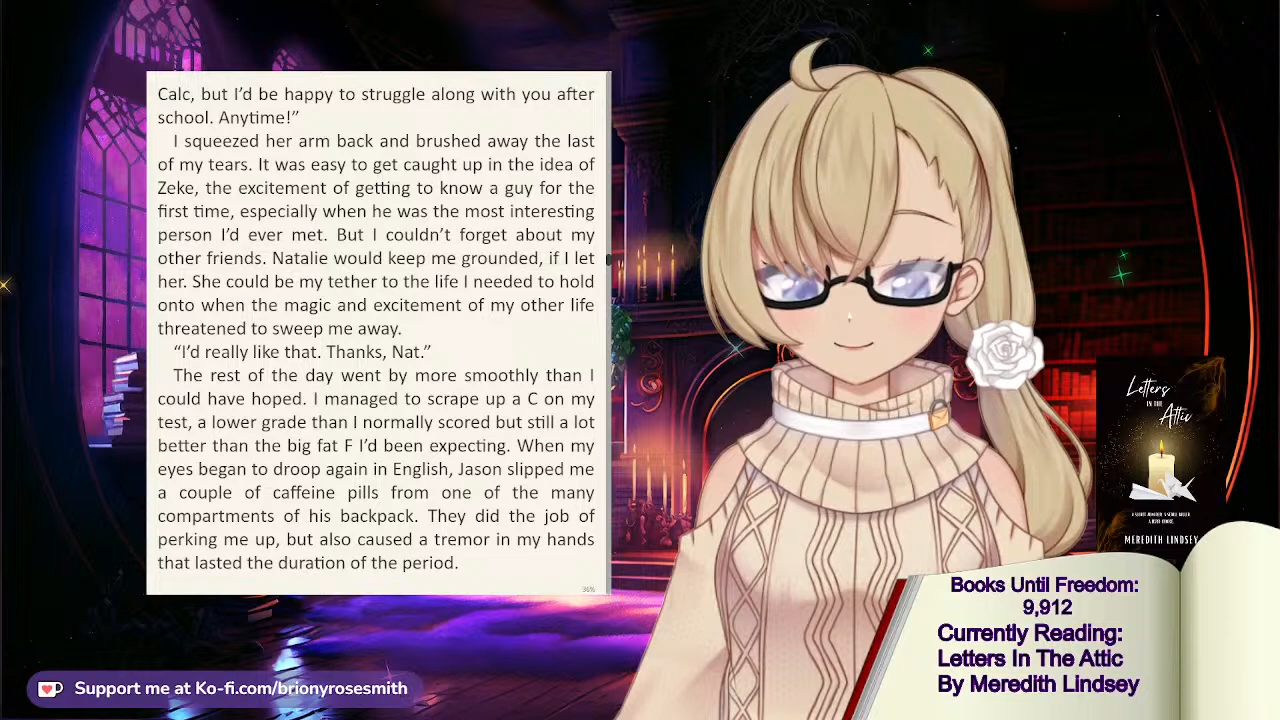 Calc, but I’d be happy to struggle along with you after
school. Anytime!”
I squeezed her arm back and brushed away the last
of my tears. It was easy to get caught up in the idea of
Zeke, the excitement of getting to know a guy for the
first time, especially when he was the most interesting
person I’d ever met. But I couldn’t forget about my
other friends. Natalie would keep me grounded, if I let
her. She could be my tether to the life I needed to hold
onto when the magic and excitement of my other life
threatened to sweep me away.
“I’d really like that. Thanks, Nat.”
The rest of the day went by more smoothly than I
could have hoped. I managed to scrape up a C on my
test, a lower grade than I normally scored but still a lot
better than the big fat F I’d been expecting. When my
eyes began to droop again in English, Jason slipped me
a couple of caffeine pills from one of the many
compartments of his backpack. They did the job of
perking me up, but also caused a tremor in my hands
that lasted the duration of the period.
36%
Letters
IN THE
Attic
MEREDITH LINDSEY
Books Until Freedom:
9,912
Currently Reading:
Letters In The Attic
By Meredith Lindsey
Support me at Ko-fi.com/brionyrosesmith